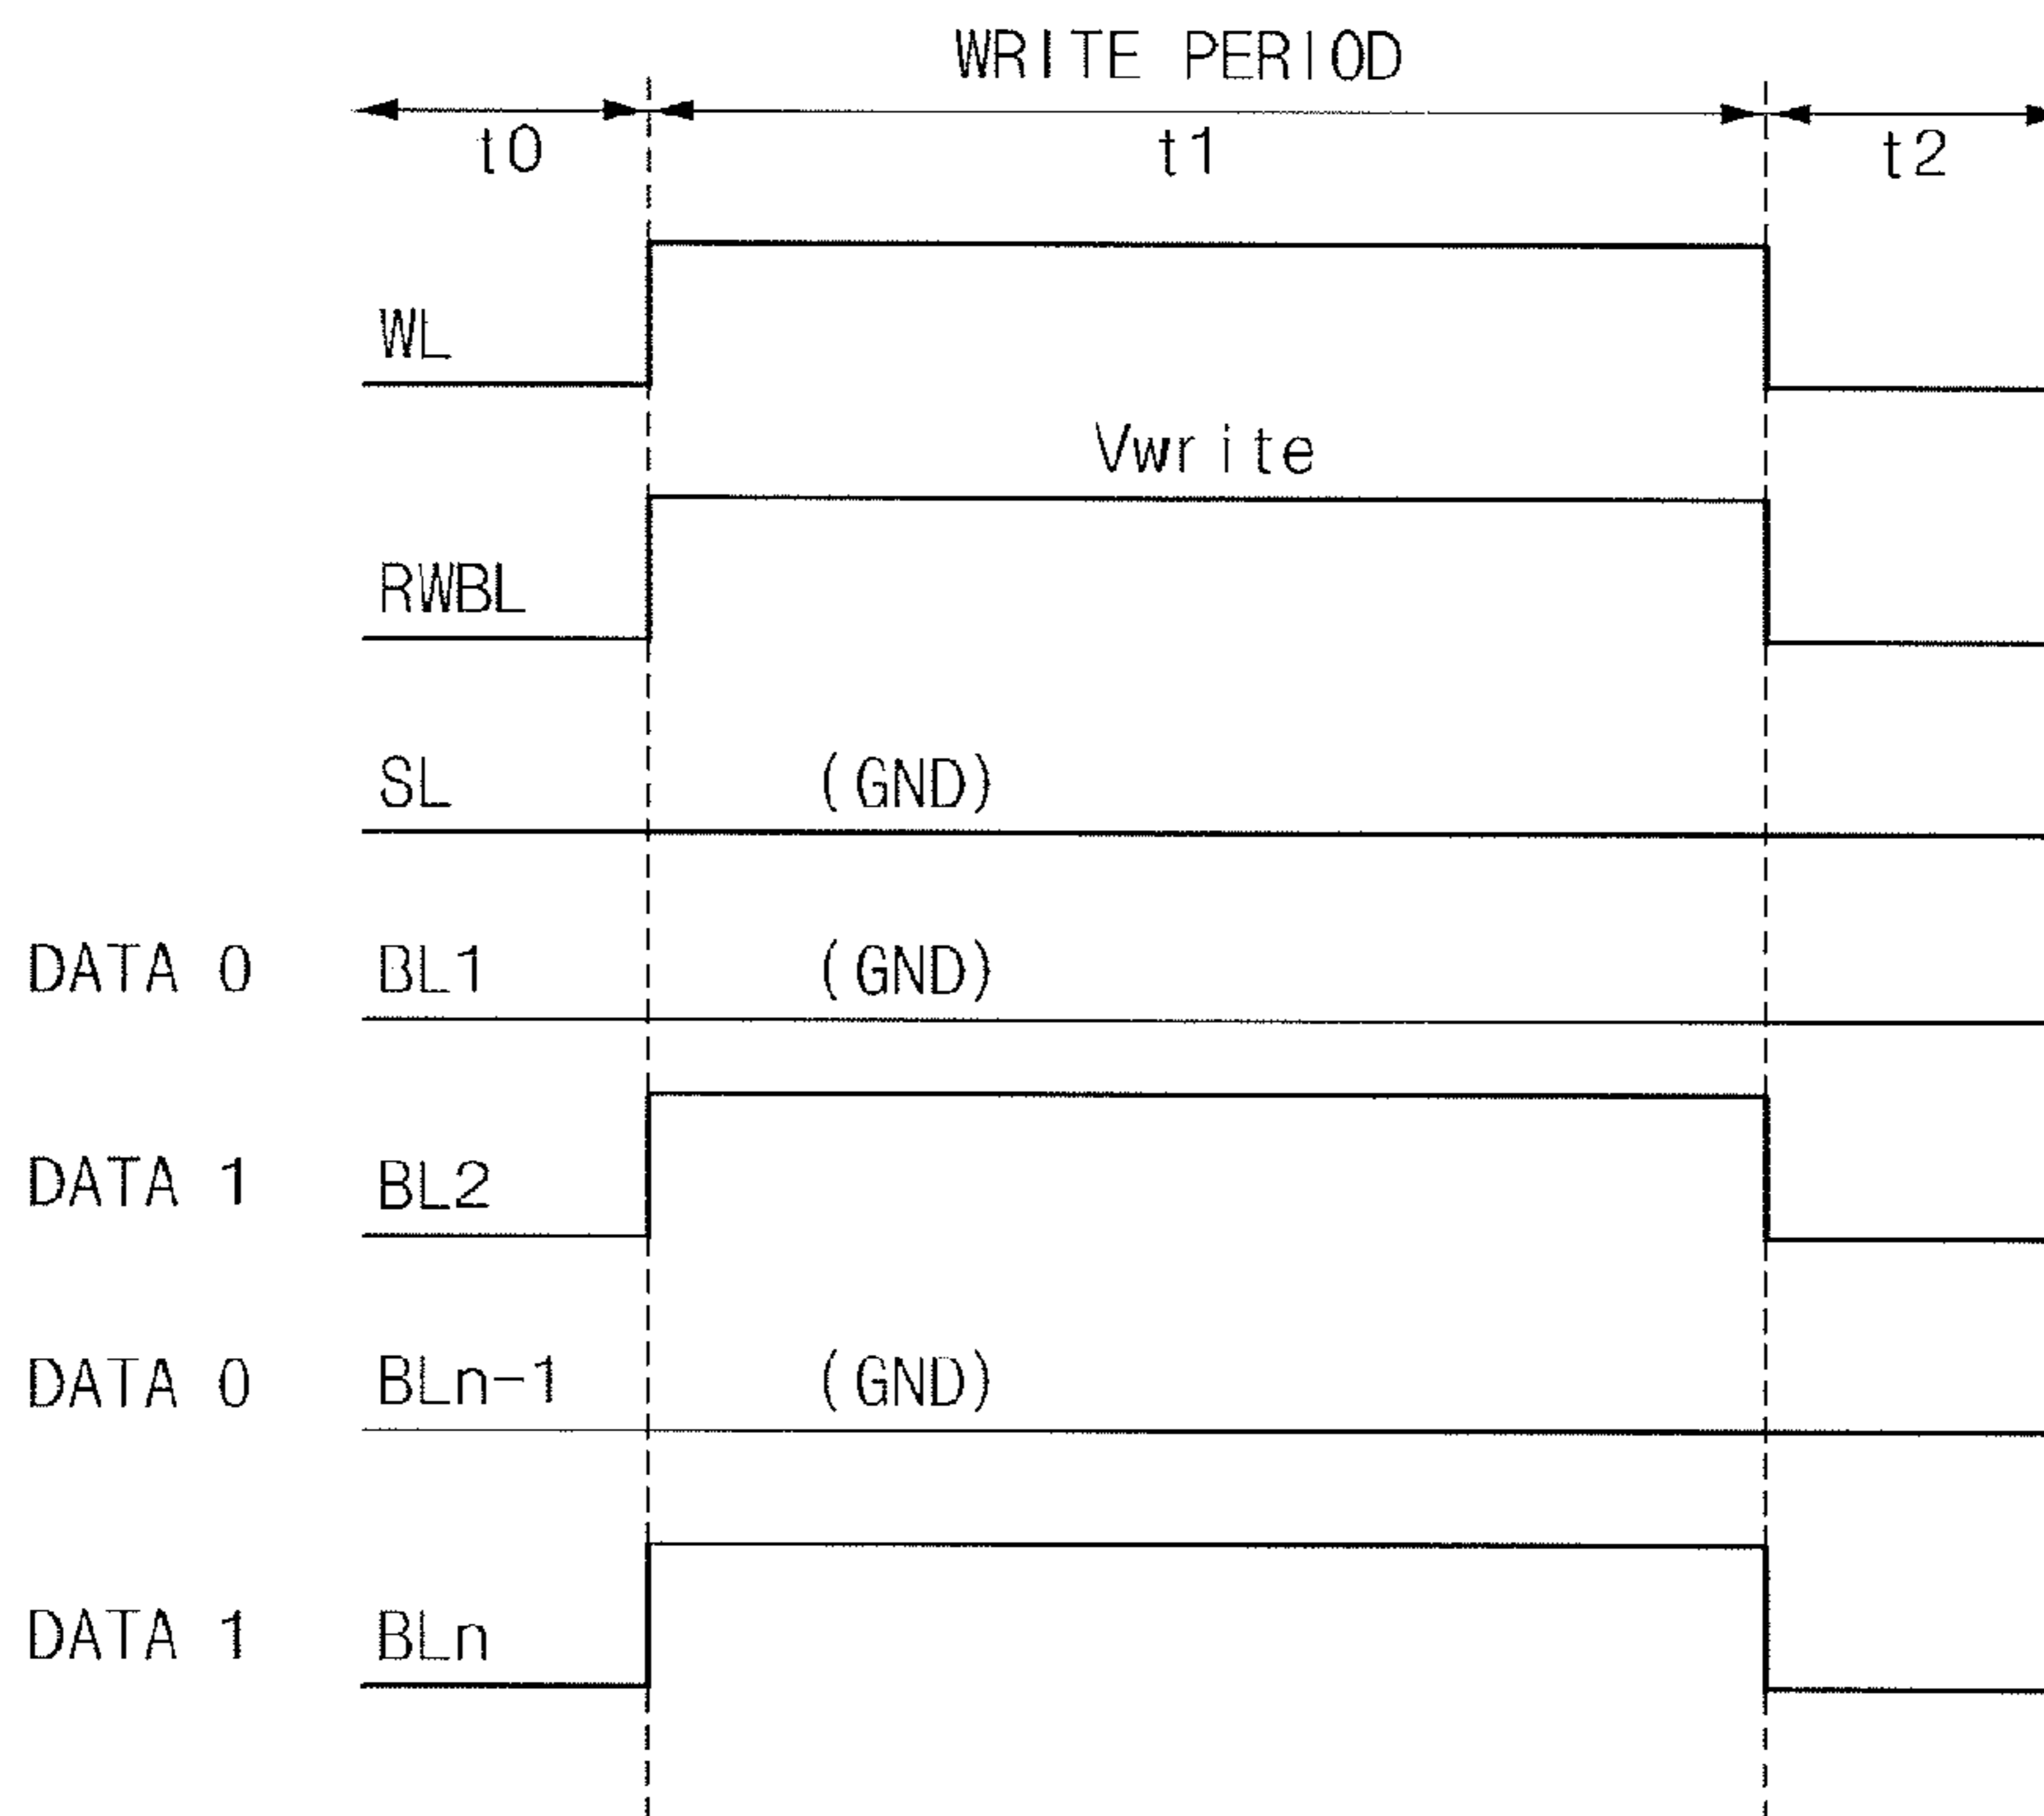 WRITE PERIOD
t0 t1 t2
WL
Vwrite
RWBL
SL (GND)
DATA 0 BL1 (GND)
DATA 1 BL2
DATA 0 BLn-1 (GND)
DATA 1 BLn